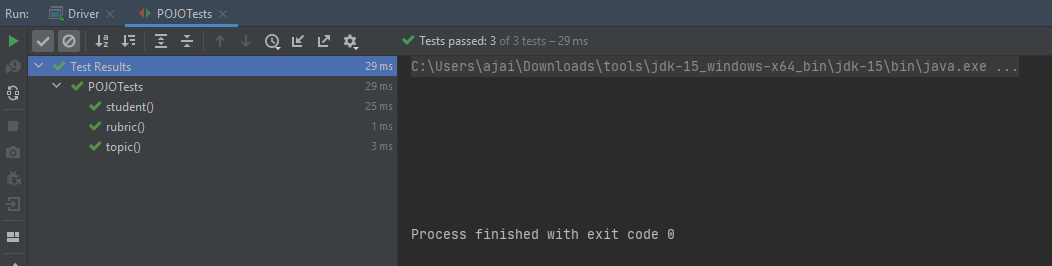 Run: Driver POJOTests
Tests passed: 3 of 3 tests – 29 ms
Test Results 29 ms
POJOTests 29 ms
student() 25 ms
rubric() 1 ms
topic() 3 ms
C:\Users\ajai\Downloads\tools\jdk-15_windows-x64_bin\jdk-15\bin\java.exe ...
Process finished with exit code 0